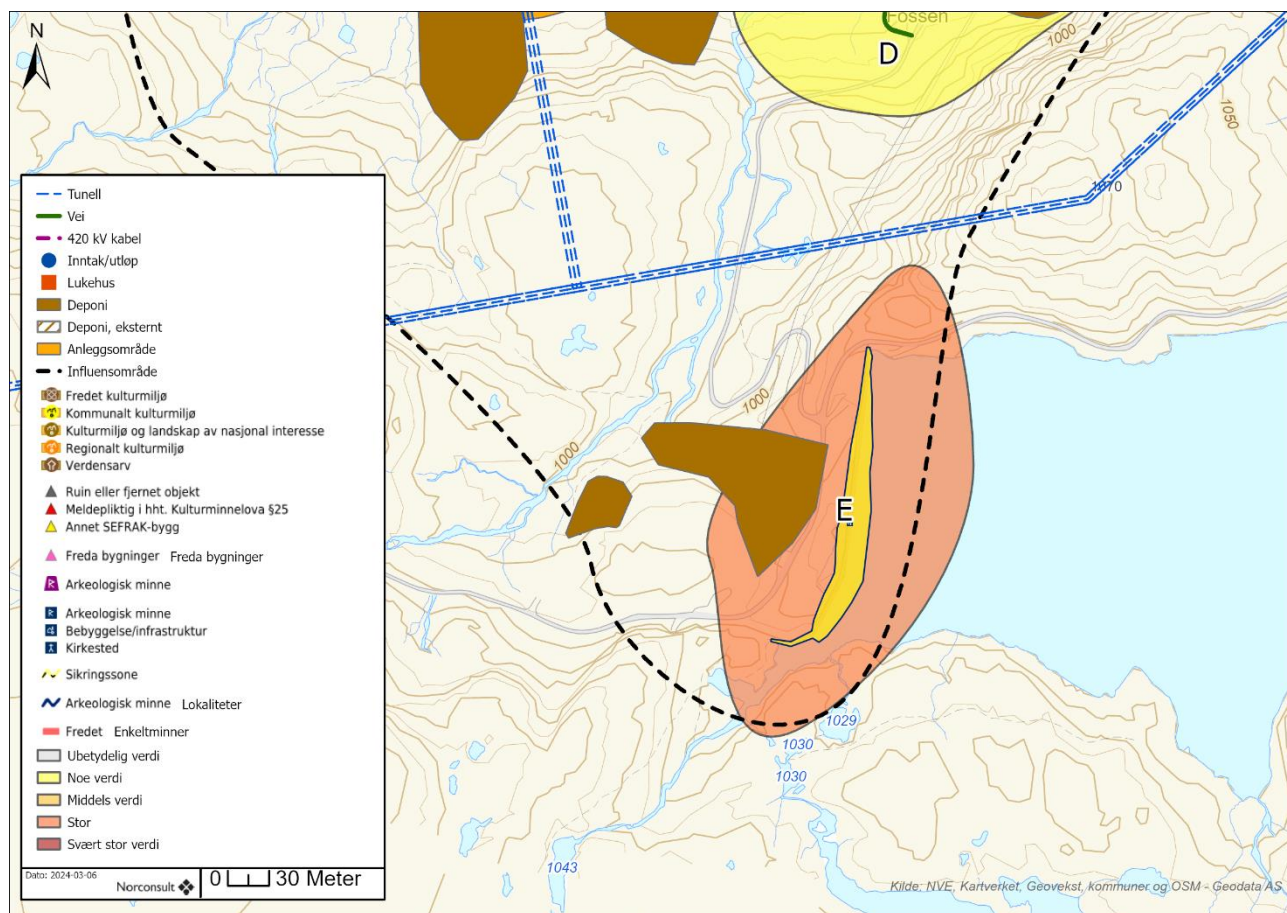 N
Fossen
D
1000
1050
1070
1000
1000
E
1029
1030
1030
1043
Tunell
Vei
420 kV kabel
Inntak/utløp
Lukehus
Deponi
Deponi, eksternt
Anleggsområde
Influensområde
Fredet kulturmiljø
Kommunalt kulturmiljø
Kulturmiljø og landskap av nasjonal interesse
Regionalt kulturmiljø
Verdensarv
Ruin eller fjernet objekt
Meldepliktig i hht. Kulturminnelova §25
Annet SEFRAK-bygg
Freda bygninger Freda bygninger
Arkeologisk minne
Arkeologisk minne
Bebyggelse/infrastruktur
Kirkested
Sikringssone
Arkeologisk minne Lokaliteter
Fredet Enkeltminner
Ubetydelig verdi
Noe verdi
Middels verdi
Stor
Svært stor verdi
Dato: 2024-03-06
Norconsult
0 30 Meter
Kilde: NVE, Kartverket, Geovekst, kommuner og OSM - Geodata AS